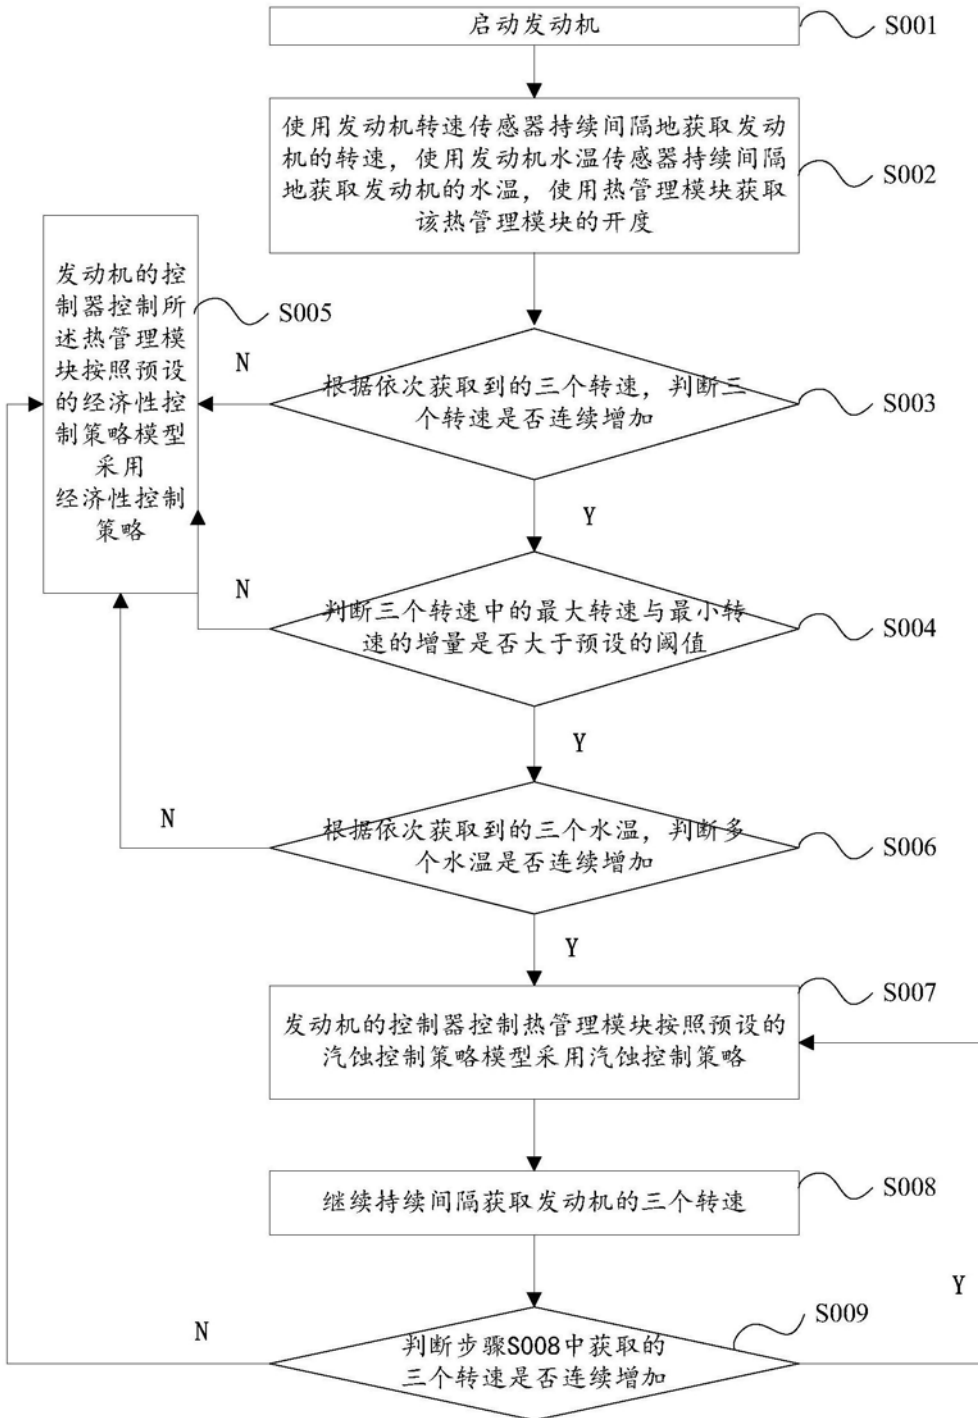 启动发动机
S001
使用发动机转速传感器持续间隔地获取发动
机的转速，使用发动机水温传感器持续间隔
地获取发动机的水温，使用热管理模块获取
该热管理模块的开度
S002
发动机的控
制器控制所
述热管理模
块按照预设
的经济性控
制策略模型
采用
经济性控制
策略
S005
N
根据依次获取到的三个转速，判断三
个转速是否连续增加
S003
Y
N
判断三个转速中的最大转速与最小转
速的增量是否大于预设的阈值
S004
Y
N
根据依次获取到的三个水温，判断多
个水温是否连续增加
S006
Y
S007
发动机的控制器控制热管理模块按照预设的
汽蚀控制策略模型采用汽蚀控制策略
继续持续间隔获取发动机的三个转速
S008
Y
N
S009
判断步骤S008中获取的
三个转速是否连续增加